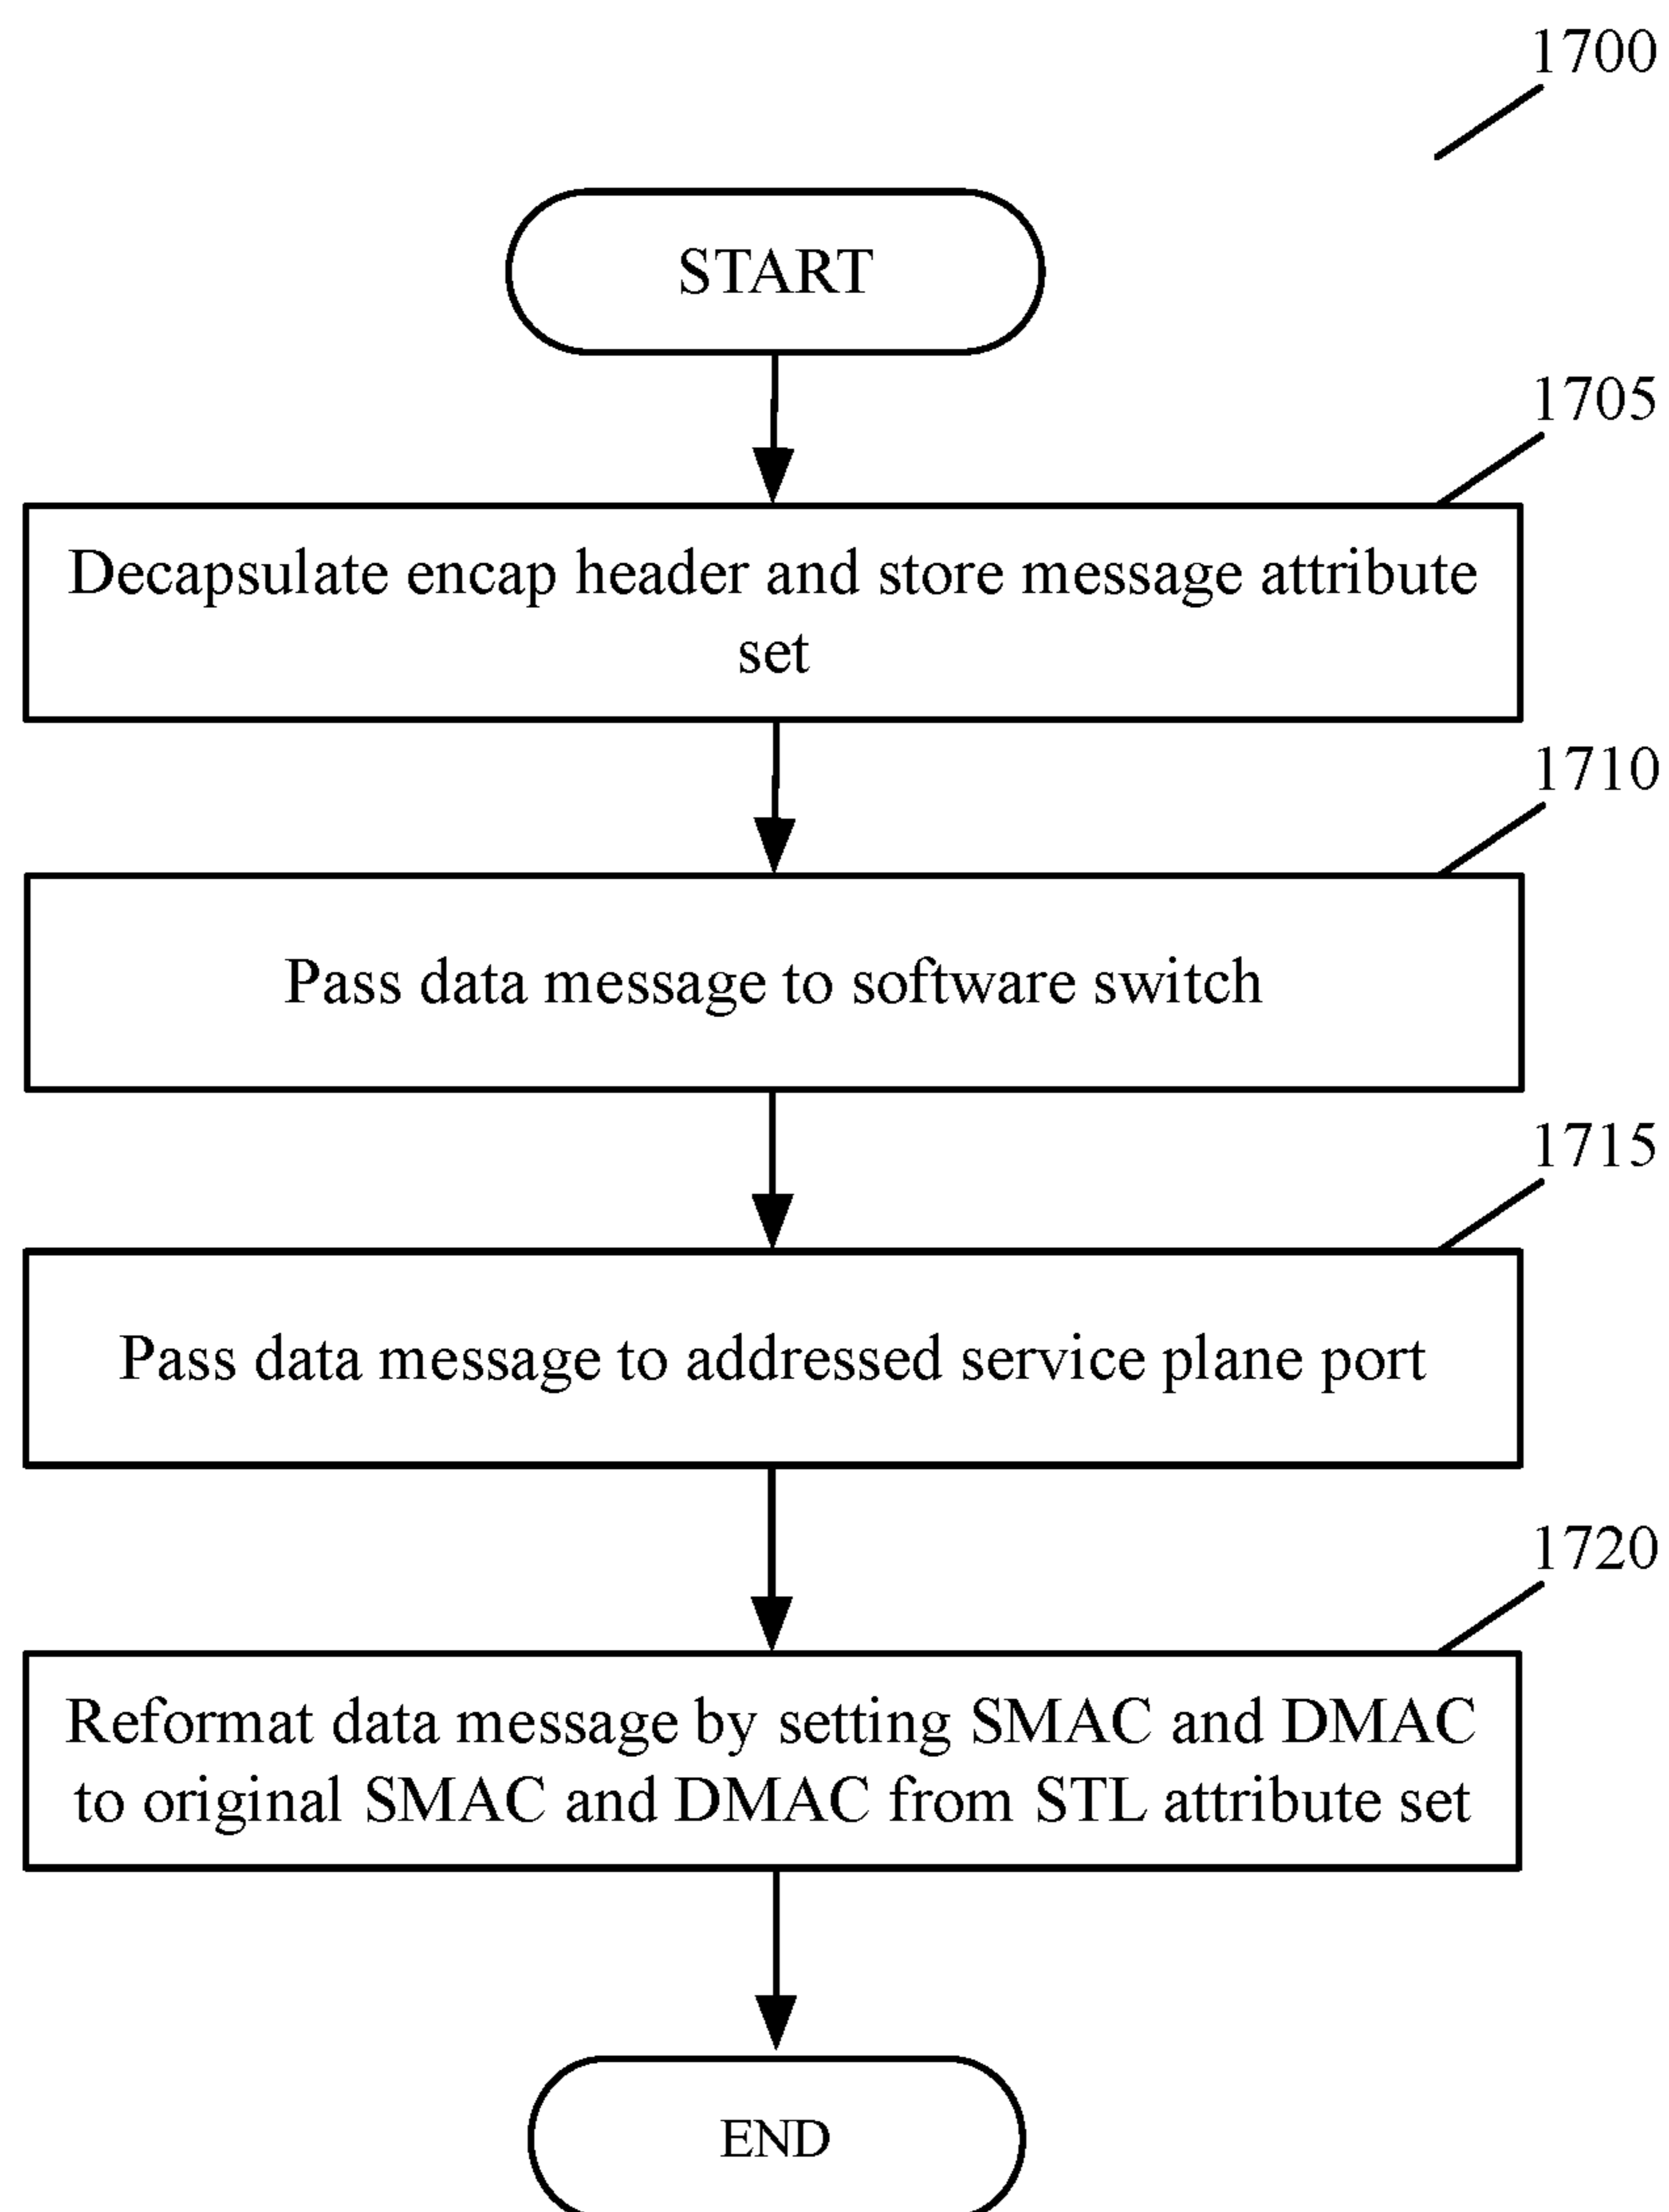 1700
START
1705
Decapsulate encap header and store message attribute
set
1710
Pass data message to software switch
1715
Pass data message to addressed service plane port
1720
Reformat data message by setting SMAC and DMAC
to original SMAC and DMAC from STL attribute set
END